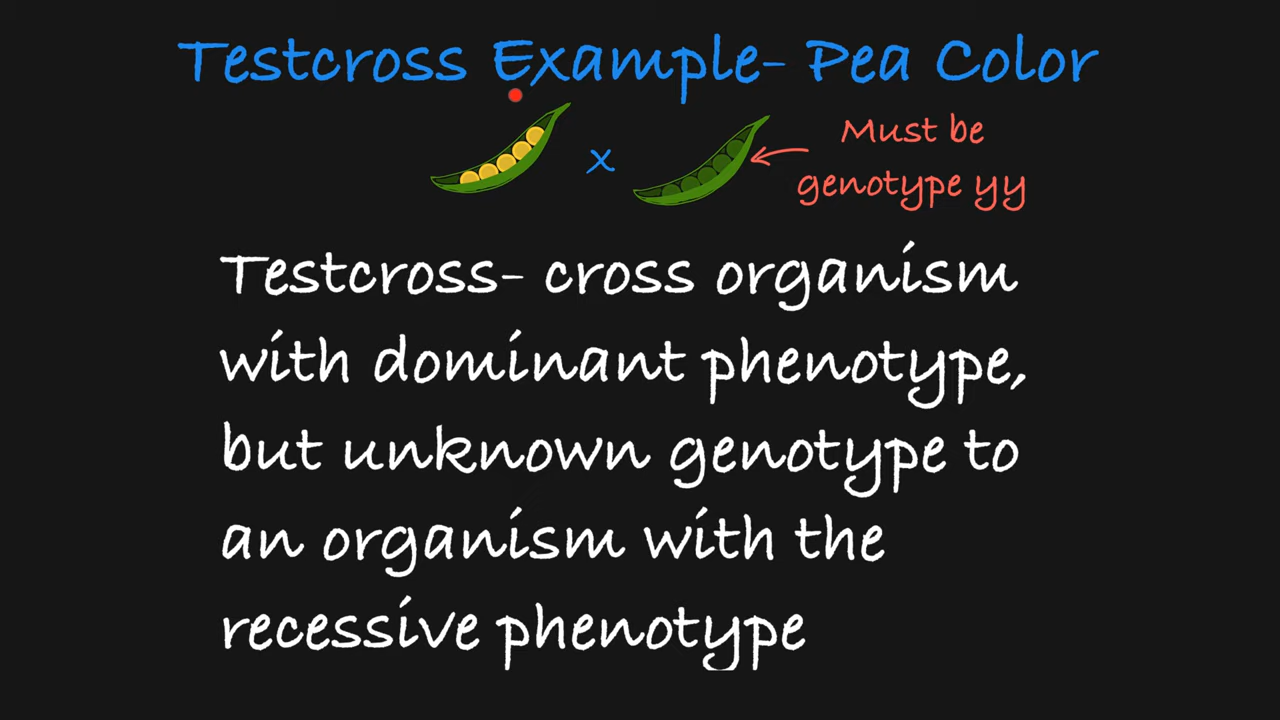 Testcross Example- Pea Color
x
Must be
genotype yy
Testcross- cross organism
with dominant phenotype,
but unknown genotype to
an organism with the
recessive phenotype